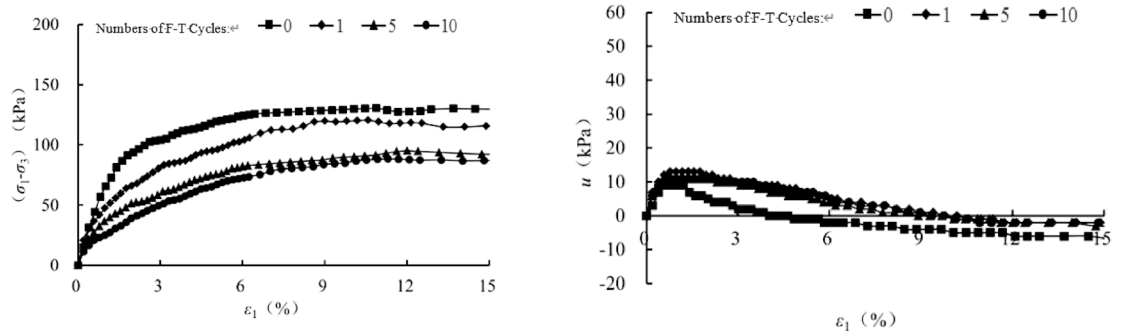 Numbers·of·F-T·Cycles:↵ 0 1 5 10
200
150
100
50
0
(σ₁-σ₃) (kPa)
0 3 6 9 12 15
ε₁ (%)
Numbers·of·F-T·Cycles:↵ 0 1 5 10
60
50
40
30
20
10
0
-10
-20
u (kPa)
0 3 6 9 12 15
ε₁ (%)